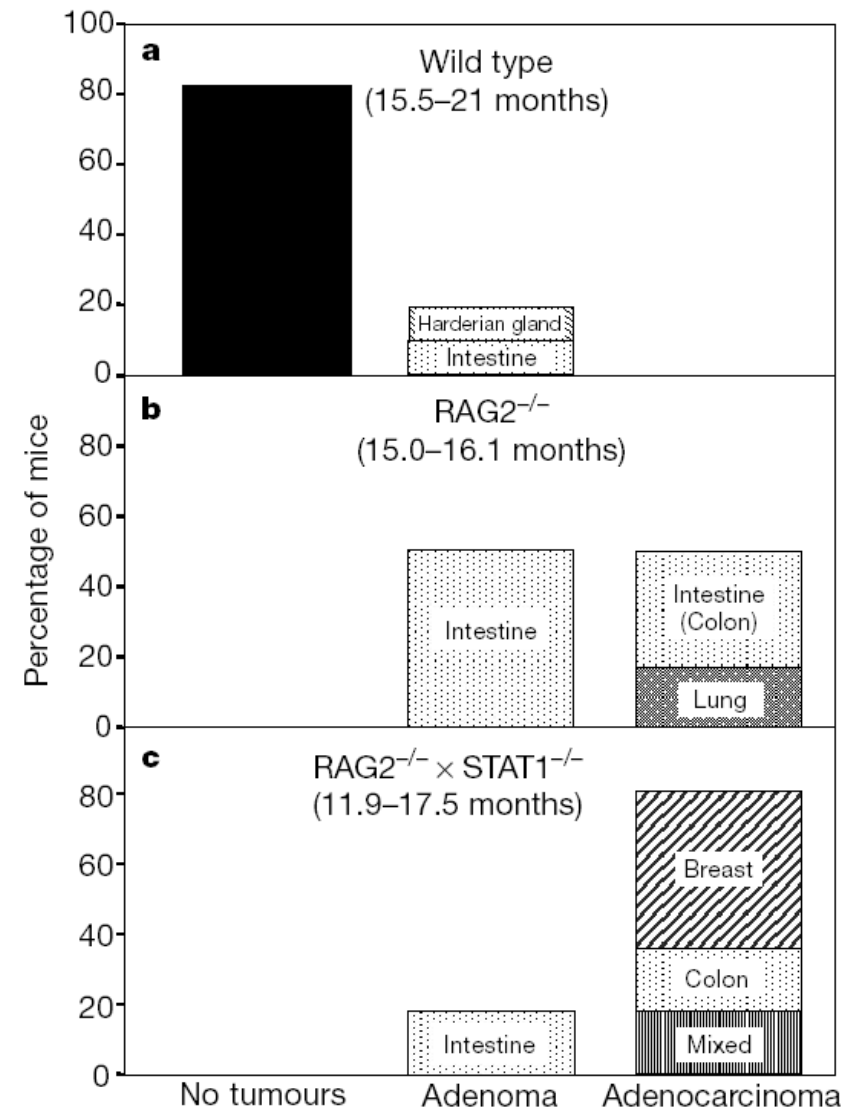 Percentage of mice
100
80
60
40
20
0
a
Wild type
(15.5–21 months)
Harderian gland
Intestine
80
60
40
20
0
b
RAG2⁻/⁻
(15.0–16.1 months)
Intestine
Intestine
(Colon)
Lung
80
60
40
20
0
c
RAG2⁻/⁻ × STAT1⁻/⁻
(11.9–17.5 months)
Intestine
Breast
Colon
Mixed
No tumours Adenoma Adenocarcinoma